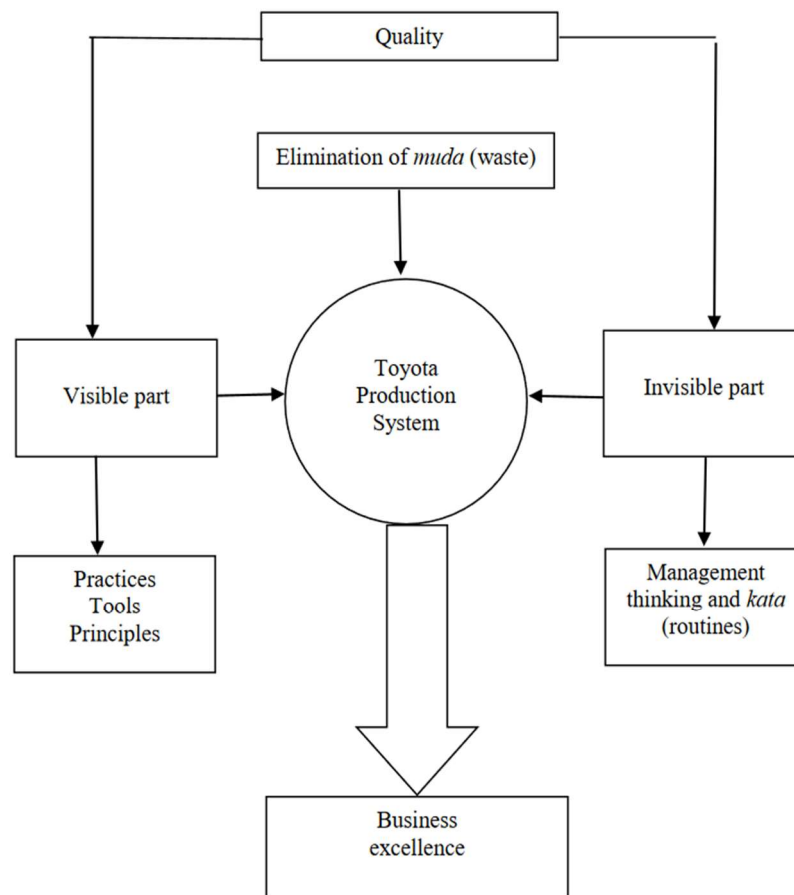 Quality
Elimination of muda (waste)
Toyota
Production
System
Visible part
Invisible part
Practices
Tools
Principles
Management
thinking and kata
(routines)
Business
excellence